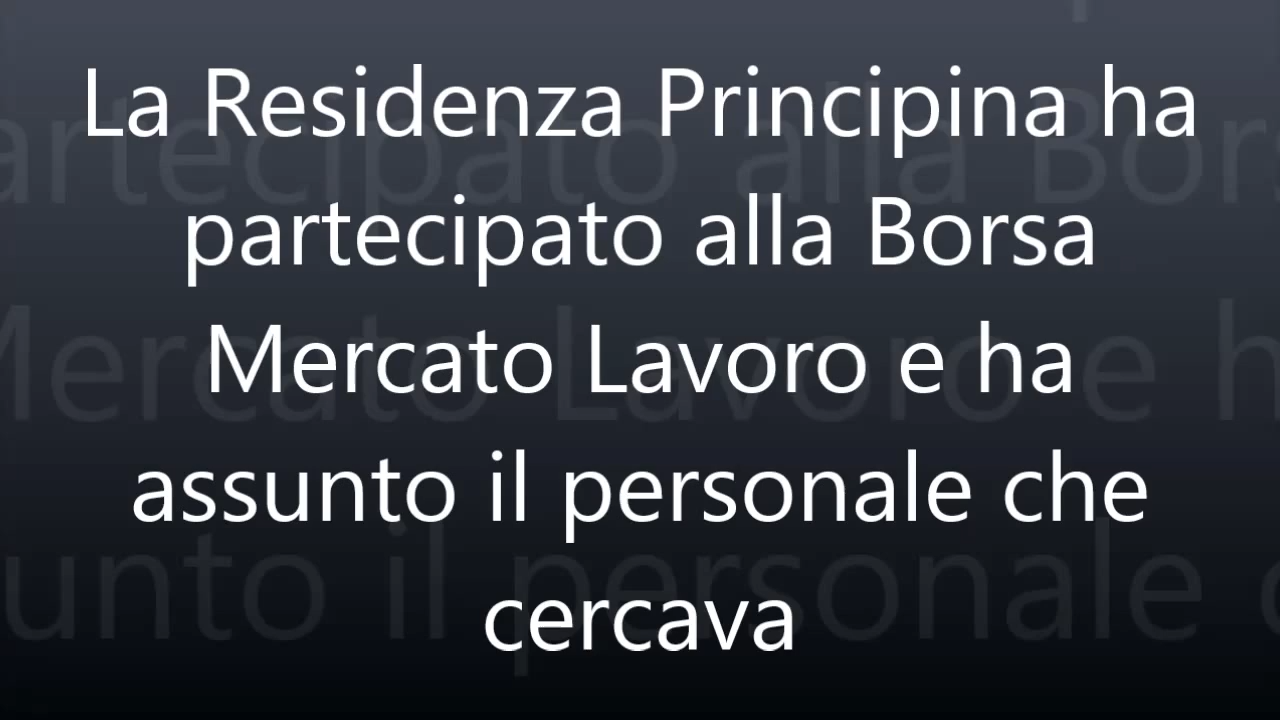 La Residenza Principina ha
partecipato alla Borsa
Mercato Lavoro e ha
assunto il personale che
cercava